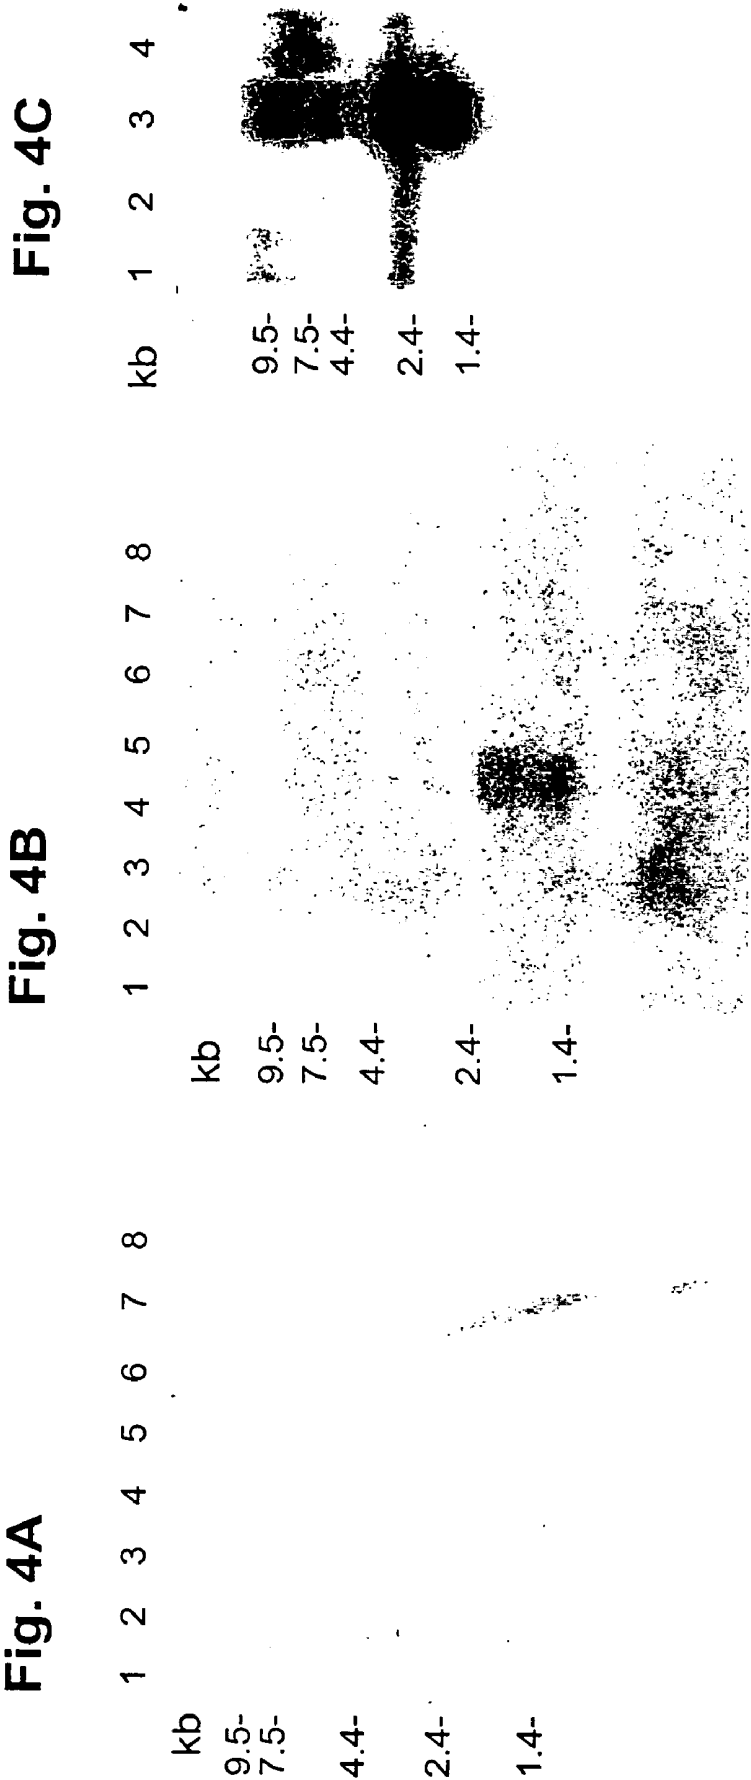 Fig. 4A
1 2 3 4 5 6 7 8
kb
9.5-
7.5-
4.4-
2.4-
1.4-
Fig. 4B
1 2 3 4 5 6 7 8
kb
9.5-
7.5-
4.4-
2.4-
1.4-
Fig. 4C
1 2 3 4
kb
9.5-
7.5-
4.4-
2.4-
1.4-